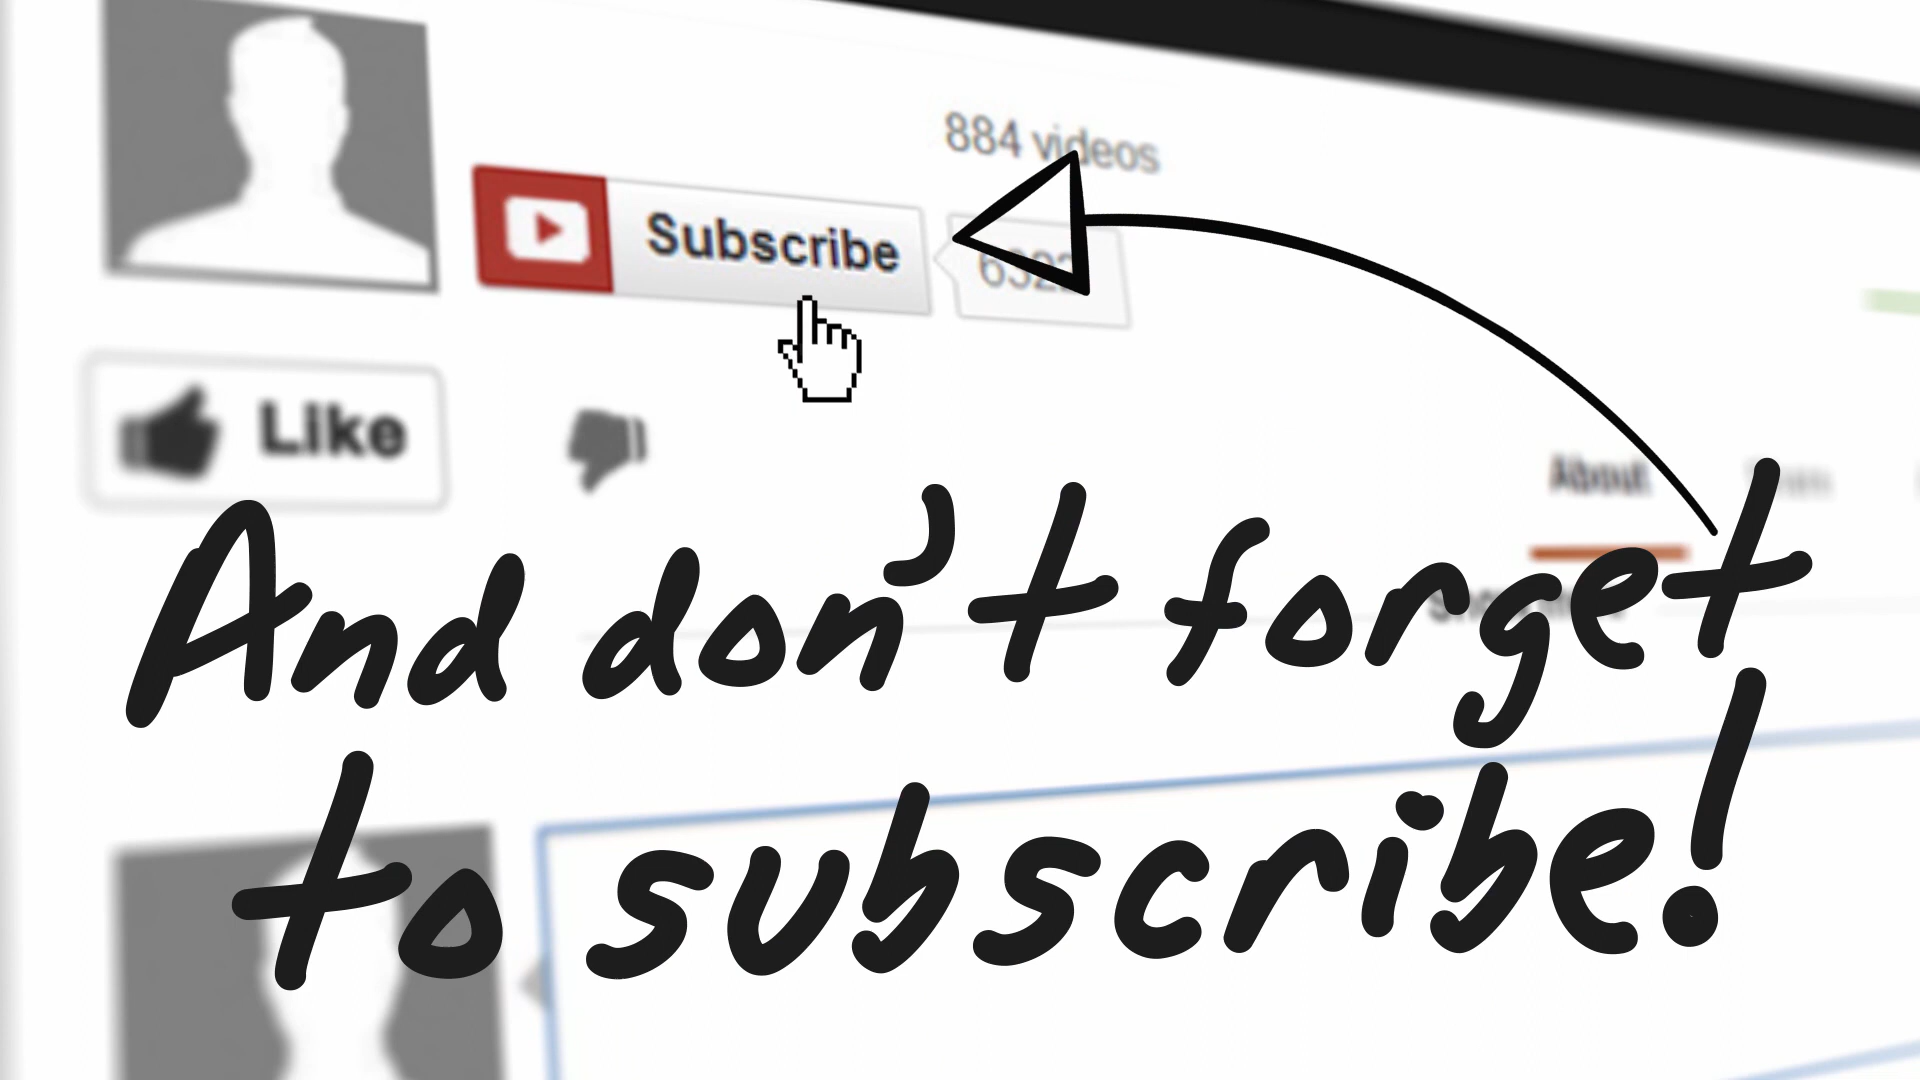 884 videos
Subscribe
Like
About
And don't forget
to subscribe!